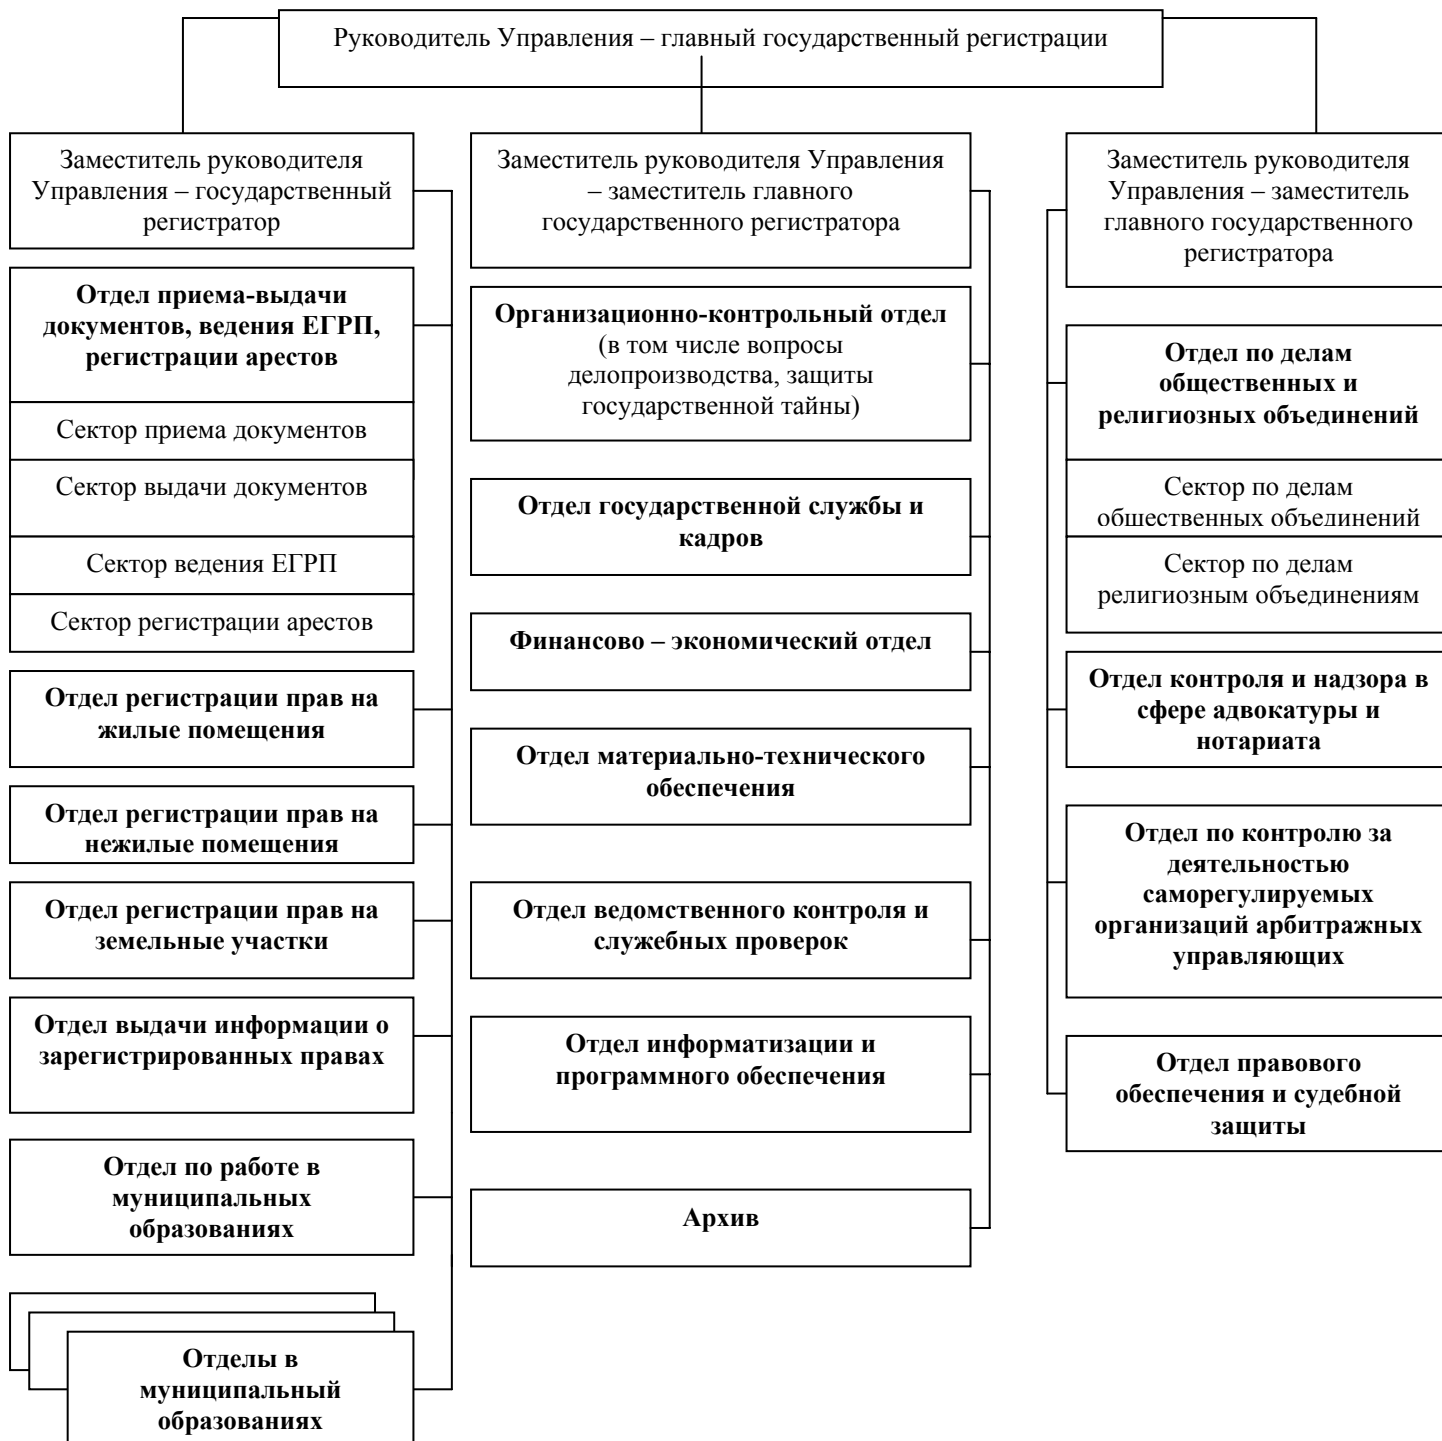 Руководитель Управления – главный государственный регистрации
Заместитель руководителя
Управления – государственный
регистратор
Отдел приема-выдачи
документов, ведения ЕГРП,
регистрации арестов
Сектор приема документов
Сектор выдачи документов
Сектор ведения ЕГРП
Сектор регистрации арестов
Отдел регистрации прав на
жилые помещения
Отдел регистрации прав на
нежилые помещения
Отдел регистрации прав на
земельные участки
Отдел выдачи информации о
зарегистрированных правах
Отдел по работе в
муниципальных
образованиях
Отделы в
муниципальный
образованиях
Заместитель руководителя Управления
– заместитель главного
государственного регистратора
Организационно-контрольный отдел
(в том числе вопросы
делопроизводства, защиты
государственной тайны)
Отдел государственной службы и
кадров
Финансово – экономический отдел
Отдел материально-технического
обеспечения
Отдел ведомственного контроля и
служебных проверок
Отдел информатизации и
программного обеспечения
Архив
Заместитель руководителя
Управления – заместитель
главного государственного
регистратора
Отдел по делам
общественных и
религиозных объединений
Сектор по делам
общественных объединений
Сектор по делам
религиозным объединениям
Отдел контроля и надзора в
сфере адвокатуры и
нотариата
Отдел по контролю за
деятельностью
саморегулируемых
организаций арбитражных
управляющих
Отдел правового
обеспечения и судебной
защиты